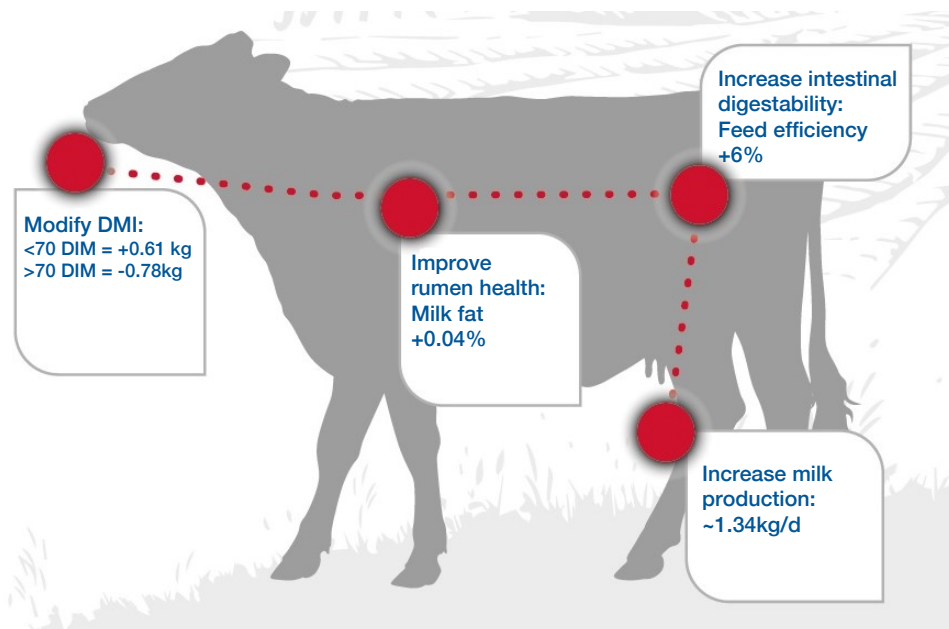 Modify DMI:
<70 DIM = +0.61 kg
>70 DIM = -0.78kg
Improve
rumen health:
Milk fat
+0.04%
Increase intestinal
digestability:
Feed efficiency
+6%
Increase milk
production:
~1.34kg/d